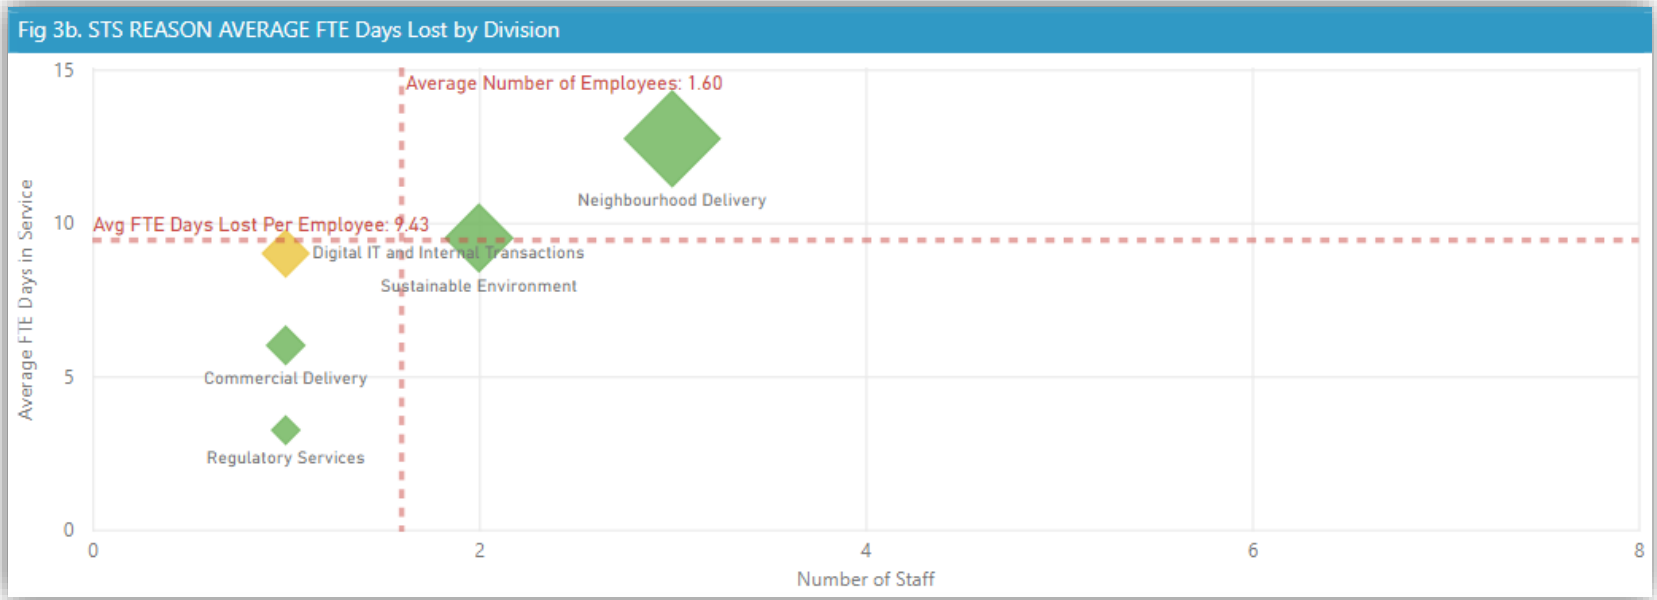 Fig 3b. STS REASON AVERAGE FTE Days Lost by Division
15
Average Number of Employees: 1.60
Neighbourhood Delivery
10
Avg FTE Days Lost Per Employee: 9.43
Digital IT and Internal Transactions
Sustainable Environment
Average FTE Days in Service
5
Commercial Delivery
Regulatory Services
0
0 2 4 6 8
Number of Staff